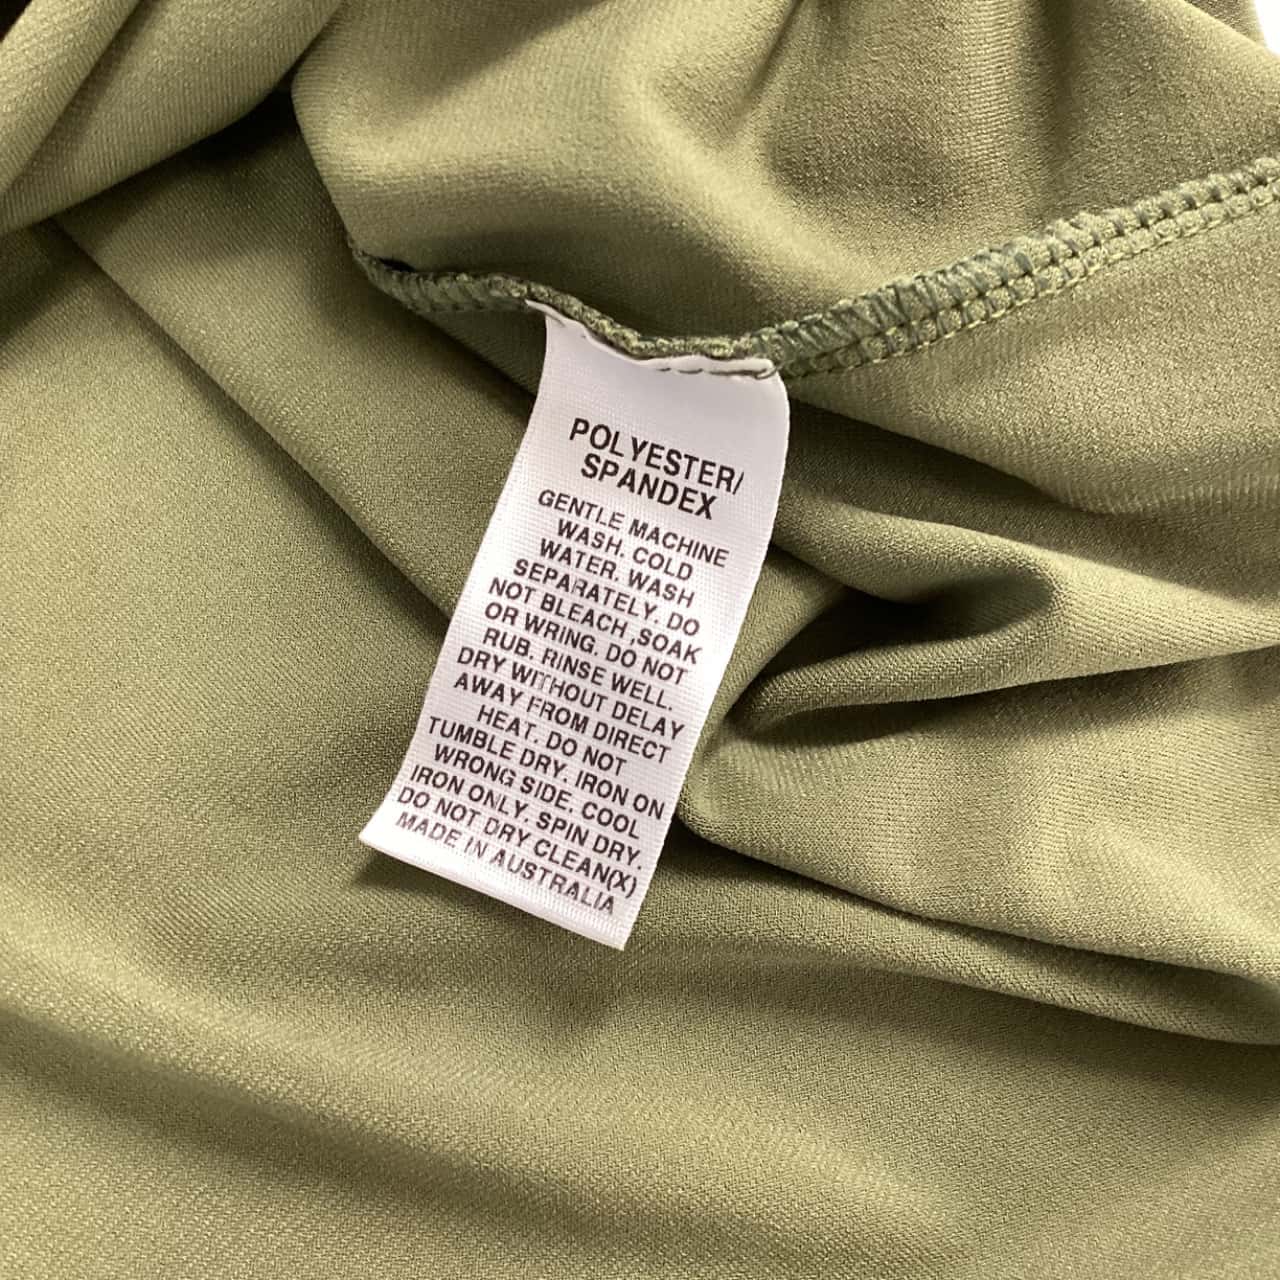 POLYESTER/
SPANDEX
GENTLE MACHINE
WASH. COLD
WATER. WASH
SEPARATELY. DO
NOT BLEACH ,SOAK
OR WRING. DO NOT
RUB. RINSE WELL.
DRY WITHOUT DELAY
AWAY FROM DIRECT
HEAT. DO NOT
TUMBLE DRY. IRON ON
WRONG SIDE. COOL
IRON ONLY. SPIN DRY.
DO NOT DRY CLEAN(X)
MADE IN AUSTRALIA